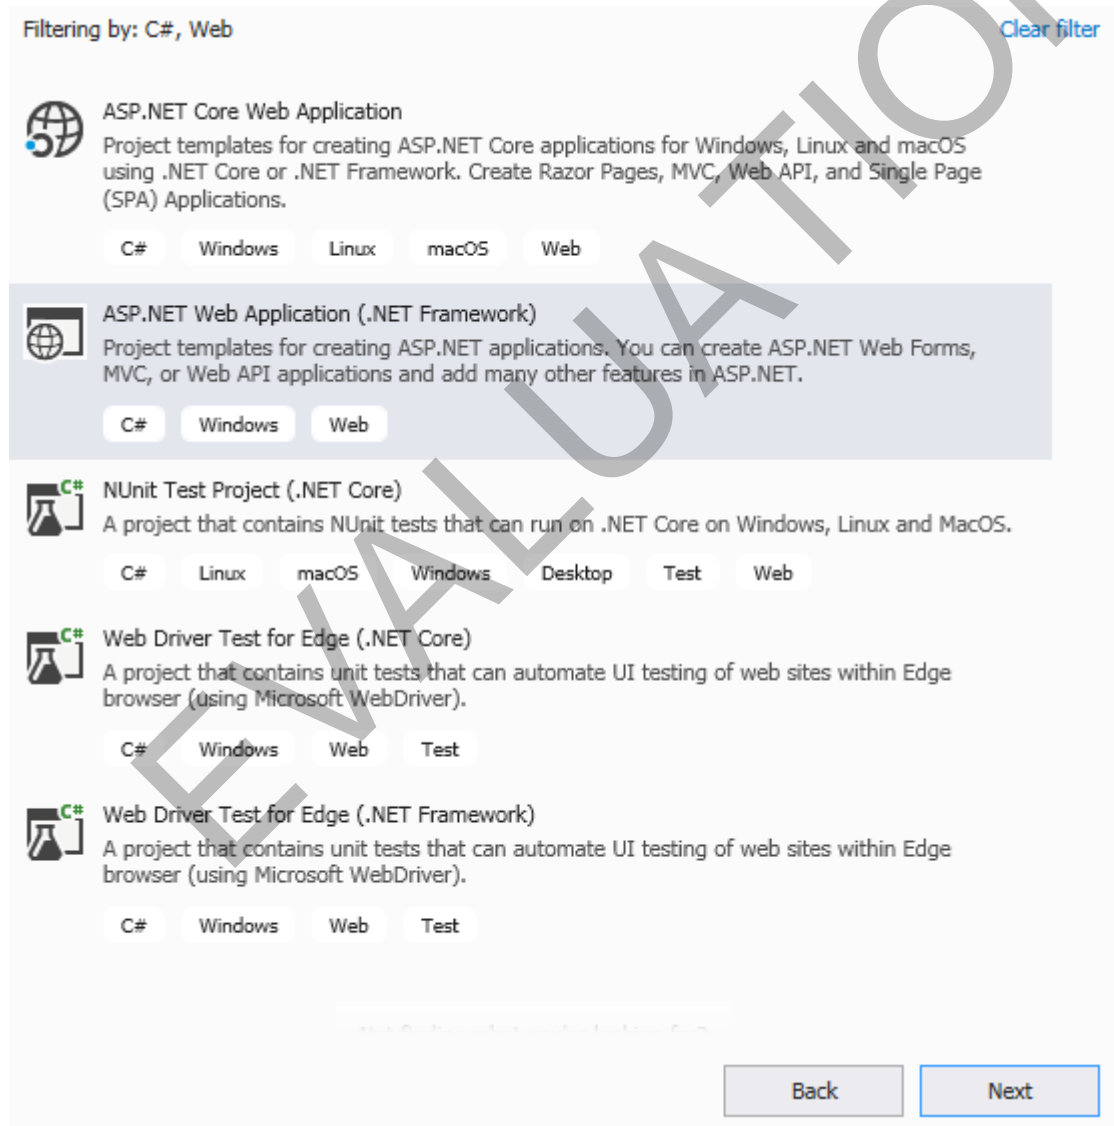 Filtering by: C#, Web
Clear filter
ASP.NET Core Web Application
Project templates for creating ASP.NET Core applications for Windows, Linux and macOS
using .NET Core or .NET Framework. Create Razor Pages, MVC, Web API, and Single Page
(SPA) Applications.
C# Windows Linux macOS Web
ASP.NET Web Application (.NET Framework)
Project templates for creating ASP.NET applications. You can create ASP.NET Web Forms,
MVC, or Web API applications and add many other features in ASP.NET.
C# Windows Web
C#
NUnit Test Project (.NET Core)
A project that contains NUnit tests that can run on .NET Core on Windows, Linux and MacOS.
C# Linux macOS Windows Desktop Test Web
C#
Web Driver Test for Edge (.NET Core)
A project that contains unit tests that can automate UI testing of web sites within Edge
browser (using Microsoft WebDriver).
C# Windows Web Test
C#
Web Driver Test for Edge (.NET Framework)
A project that contains unit tests that can automate UI testing of web sites within Edge
browser (using Microsoft WebDriver).
C# Windows Web Test
Back
Next
EVALUATIO